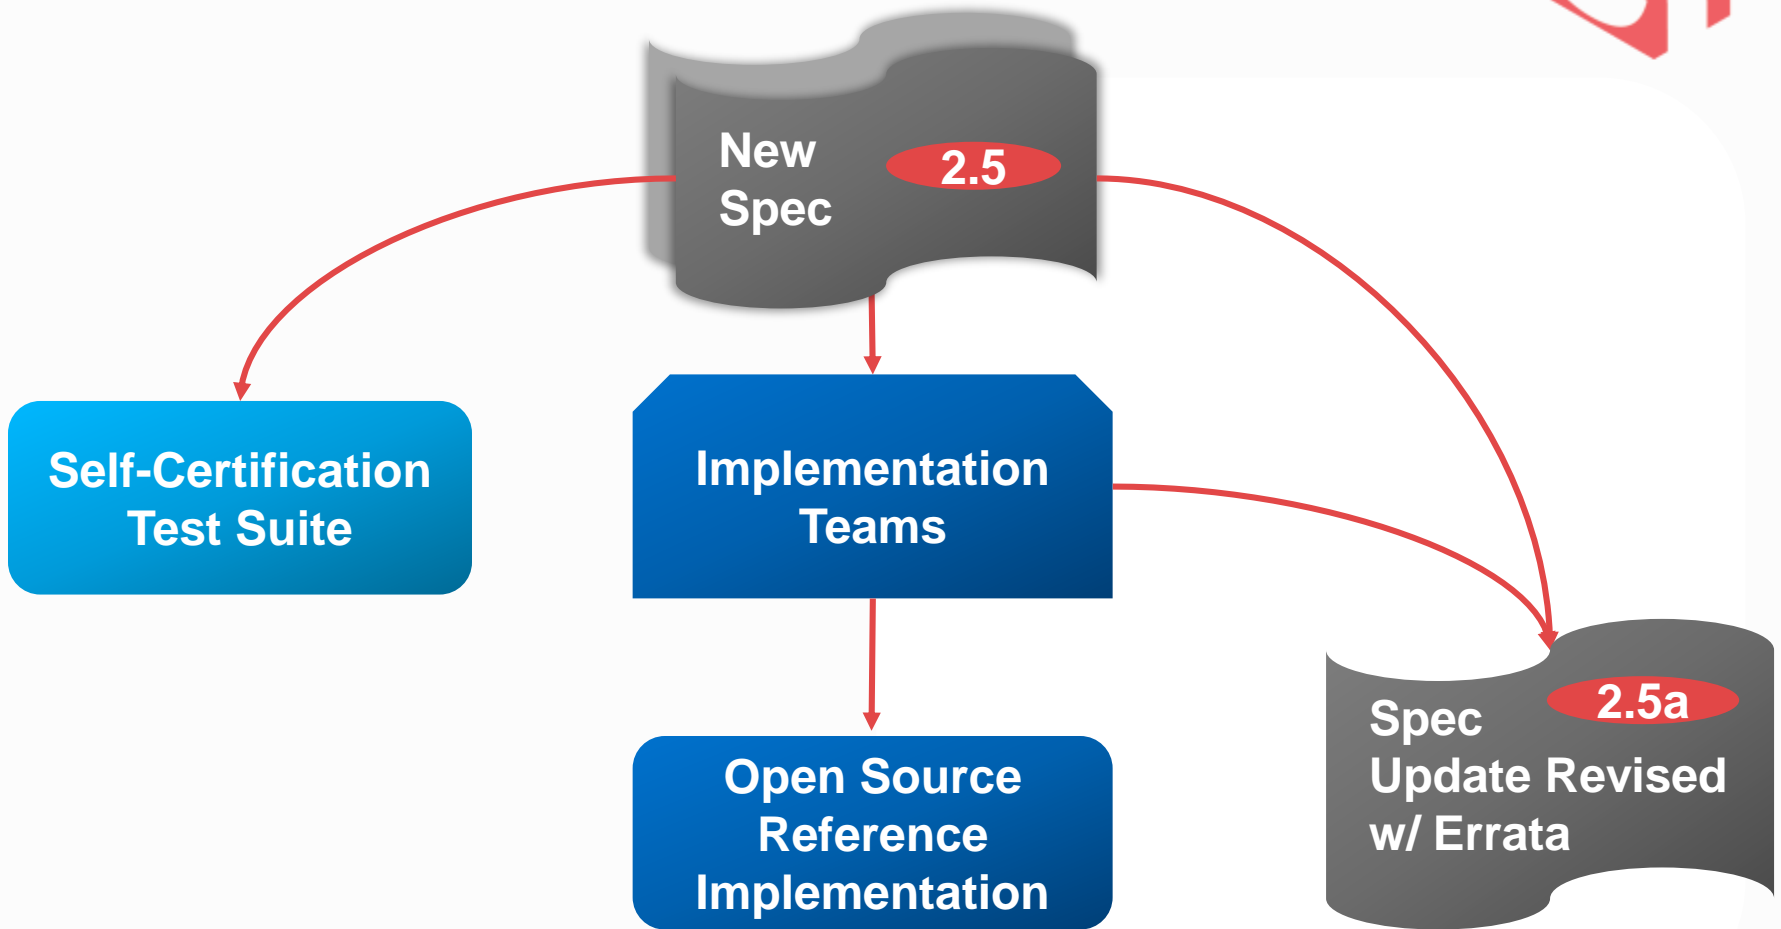 New
Spec
2.5
Self-Certification
Test Suite
Implementation
Teams
Open Source
Reference
Implementation
2.5a
Spec
Update Revised
w/ Errata